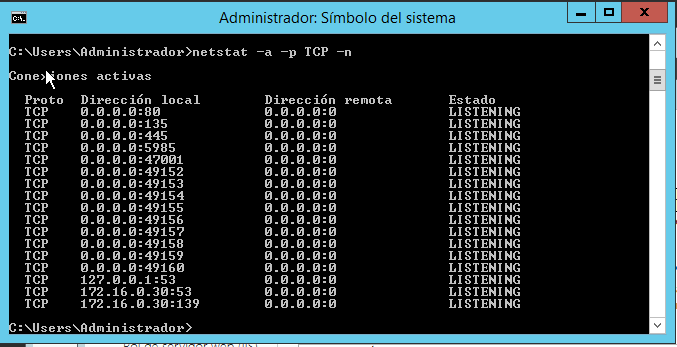 Administrador: Símbolo del sistema
C:\Users\Administrador>netstat -a -p TCP -n
Conexiones activas
Proto Dirección local Dirección remota Estado
TCP 0.0.0.0:80 0.0.0.0:0 LISTENING
TCP 0.0.0.0:135 0.0.0.0:0 LISTENING
TCP 0.0.0.0:445 0.0.0.0:0 LISTENING
TCP 0.0.0.0:5985 0.0.0.0:0 LISTENING
TCP 0.0.0.0:47001 0.0.0.0:0 LISTENING
TCP 0.0.0.0:49152 0.0.0.0:0 LISTENING
TCP 0.0.0.0:49153 0.0.0.0:0 LISTENING
TCP 0.0.0.0:49154 0.0.0.0:0 LISTENING
TCP 0.0.0.0:49155 0.0.0.0:0 LISTENING
TCP 0.0.0.0:49156 0.0.0.0:0 LISTENING
TCP 0.0.0.0:49157 0.0.0.0:0 LISTENING
TCP 0.0.0.0:49158 0.0.0.0:0 LISTENING
TCP 0.0.0.0:49159 0.0.0.0:0 LISTENING
TCP 0.0.0.0:49160 0.0.0.0:0 LISTENING
TCP 127.0.0.1:53 0.0.0.0:0 LISTENING
TCP 172.16.0.30:53 0.0.0.0:0 LISTENING
TCP 172.16.0.30:139 0.0.0.0:0 LISTENING
C:\Users\Administrador>